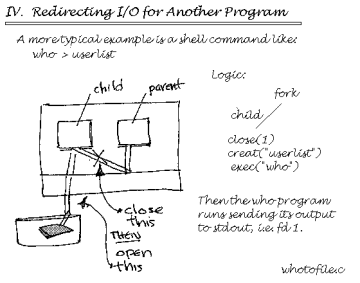 IV. Redirecting I/O for Another Program
A more typical example is a shell command like:
who > userlist
child
parent
close
this
THEN
open
this
Logic:
fork
child
close(1)
creat("userlist")
exec("who")
Then the who program
runs sending its output
to stdout, i.e. fd 1.
whotofile.c